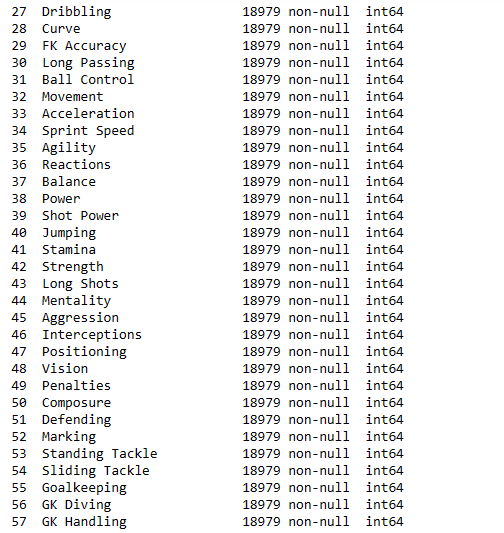 27 Dribbling 18979 non-null int64
28 Curve 18979 non-null int64
29 FK Accuracy 18979 non-null int64
30 Long Passing 18979 non-null int64
31 Ball Control 18979 non-null int64
32 Movement 18979 non-null int64
33 Acceleration 18979 non-null int64
34 Sprint Speed 18979 non-null int64
35 Agility 18979 non-null int64
36 Reactions 18979 non-null int64
37 Balance 18979 non-null int64
38 Power 18979 non-null int64
39 Shot Power 18979 non-null int64
40 Jumping 18979 non-null int64
41 Stamina 18979 non-null int64
42 Strength 18979 non-null int64
43 Long Shots 18979 non-null int64
44 Mentality 18979 non-null int64
45 Aggression 18979 non-null int64
46 Interceptions 18979 non-null int64
47 Positioning 18979 non-null int64
48 Vision 18979 non-null int64
49 Penalties 18979 non-null int64
50 Composure 18979 non-null int64
51 Defending 18979 non-null int64
52 Marking 18979 non-null int64
53 Standing Tackle 18979 non-null int64
54 Sliding Tackle 18979 non-null int64
55 Goalkeeping 18979 non-null int64
56 GK Diving 18979 non-null int64
57 GK Handling 18979 non-null int64